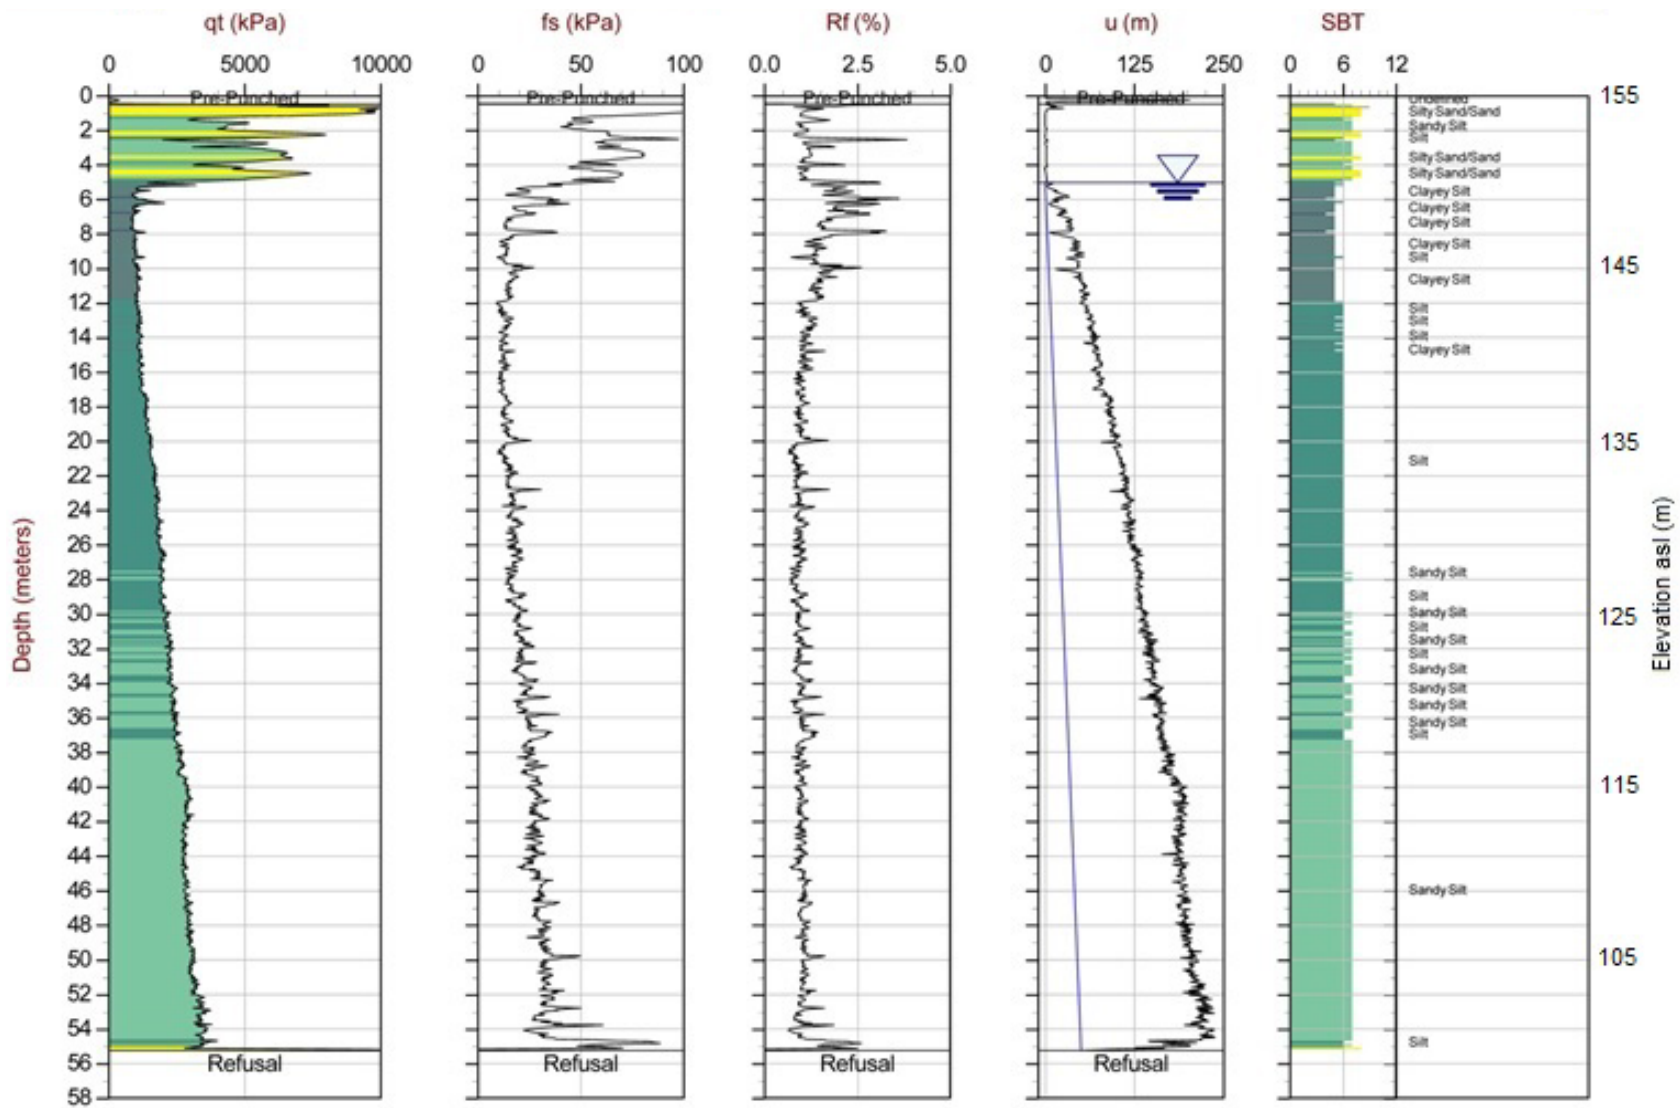 qt (kPa) fs (kPa) Rf (%) u (m) SBT
0 5000 10000 0 50 100 0.0 2.5 5.0 0 125 250 0 6 12
0 Pre-Punched Pre-Punched Pre-Punched Pre-Punched Undefined 155
Silty Sand/Sand
2 Sandy Silt
Silt
4 Silty Sand/Sand
Silty Sand/Sand
6 Clayey Silt
Clayey Silt
Clayey Silt
8
Clayey Silt
Silt
10 145
Clayey Silt
12
Silt
Silt
14 Silt
Clayey Silt
16
18
20 135
Silt
22
24
26
28 Sandy Silt
Silt
30 Sandy Silt 125
Silt
Sandy Silt
32 Silt
Sandy Silt
34 Sandy Silt
Sandy Silt
36 Sandy Silt
Silt
38
40 115
42
44
46 Sandy Silt
48
50 105
52
54
Silt
56 Refusal Refusal Refusal Refusal
58
Depth (meters)
Elevation asl (m)